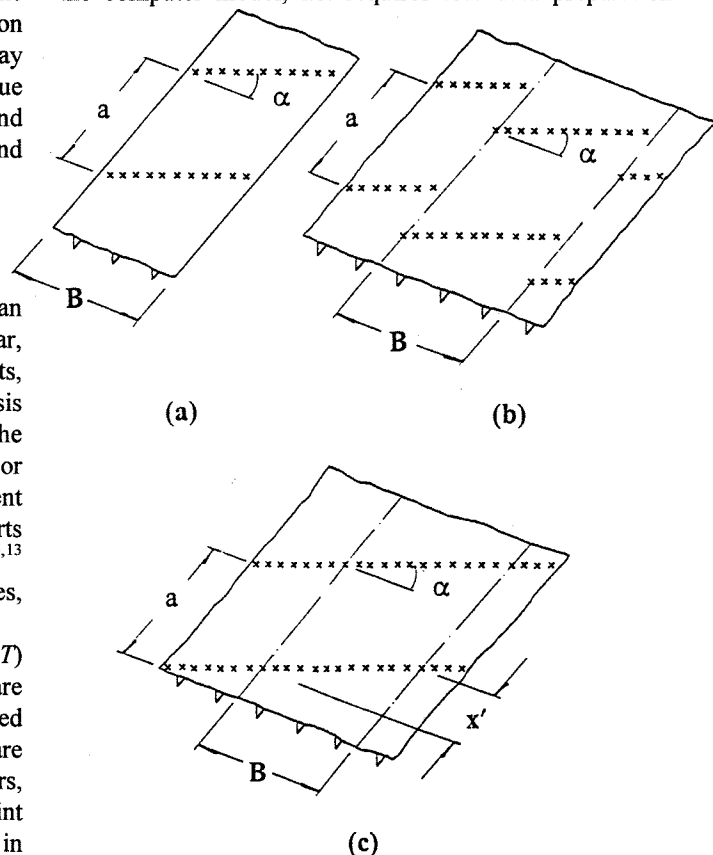 on
ay
ue
nd
nd
a
α
B
(a)
a
α
B
(b)
an
ar,
ts,
sis
he
or
ent
rts
,13
es,
T)
are
ed
are
rs,
int
in
a
α
x′
B
(c)